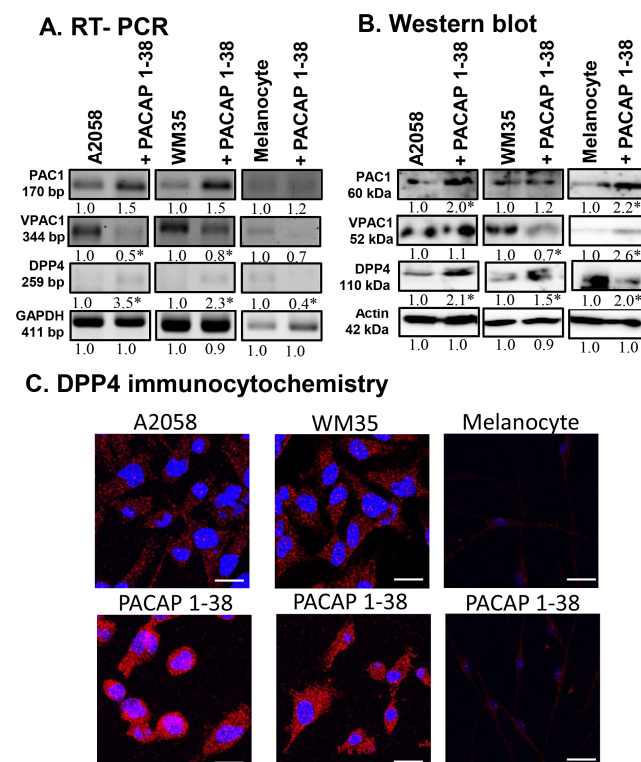 A. RT- PCR
A2058
+ PACAP 1-38
WM35
+ PACAP 1-38
Melanocyte
+ PACAP 1-38
PAC1
170 bp
1.0 1.5 1.0 1.5 1.0 1.2
VPAC1
344 bp
1.0 0.5* 1.0 0.8* 1.0 0.7
DPP4
259 bp
1.0 3.5* 1.0 2.3* 1.0 0.4*
GAPDH
411 bp
1.0 1.0 1.0 0.9 1.0 1.0
B. Western blot
A2058
+ PACAP 1-38
WM35
+ PACAP 1-38
Melanocyte
+ PACAP 1-38
PAC1
60 kDa
1.0 2.0* 1.0 1.2 1.0 2.2*
VPAC1
52 kDa
1.0 1.1 1.0 0.7* 1.0 2.6*
DPP4
110 kDa
1.0 2.1* 1.0 1.5* 1.0 2.0*
Actin
42 kDa
1.0 1.0 1.0 0.9 1.0 1.0
C. DPP4 immunocytochemistry
A2058 WM35 Melanocyte
PACAP 1-38 PACAP 1-38 PACAP 1-38